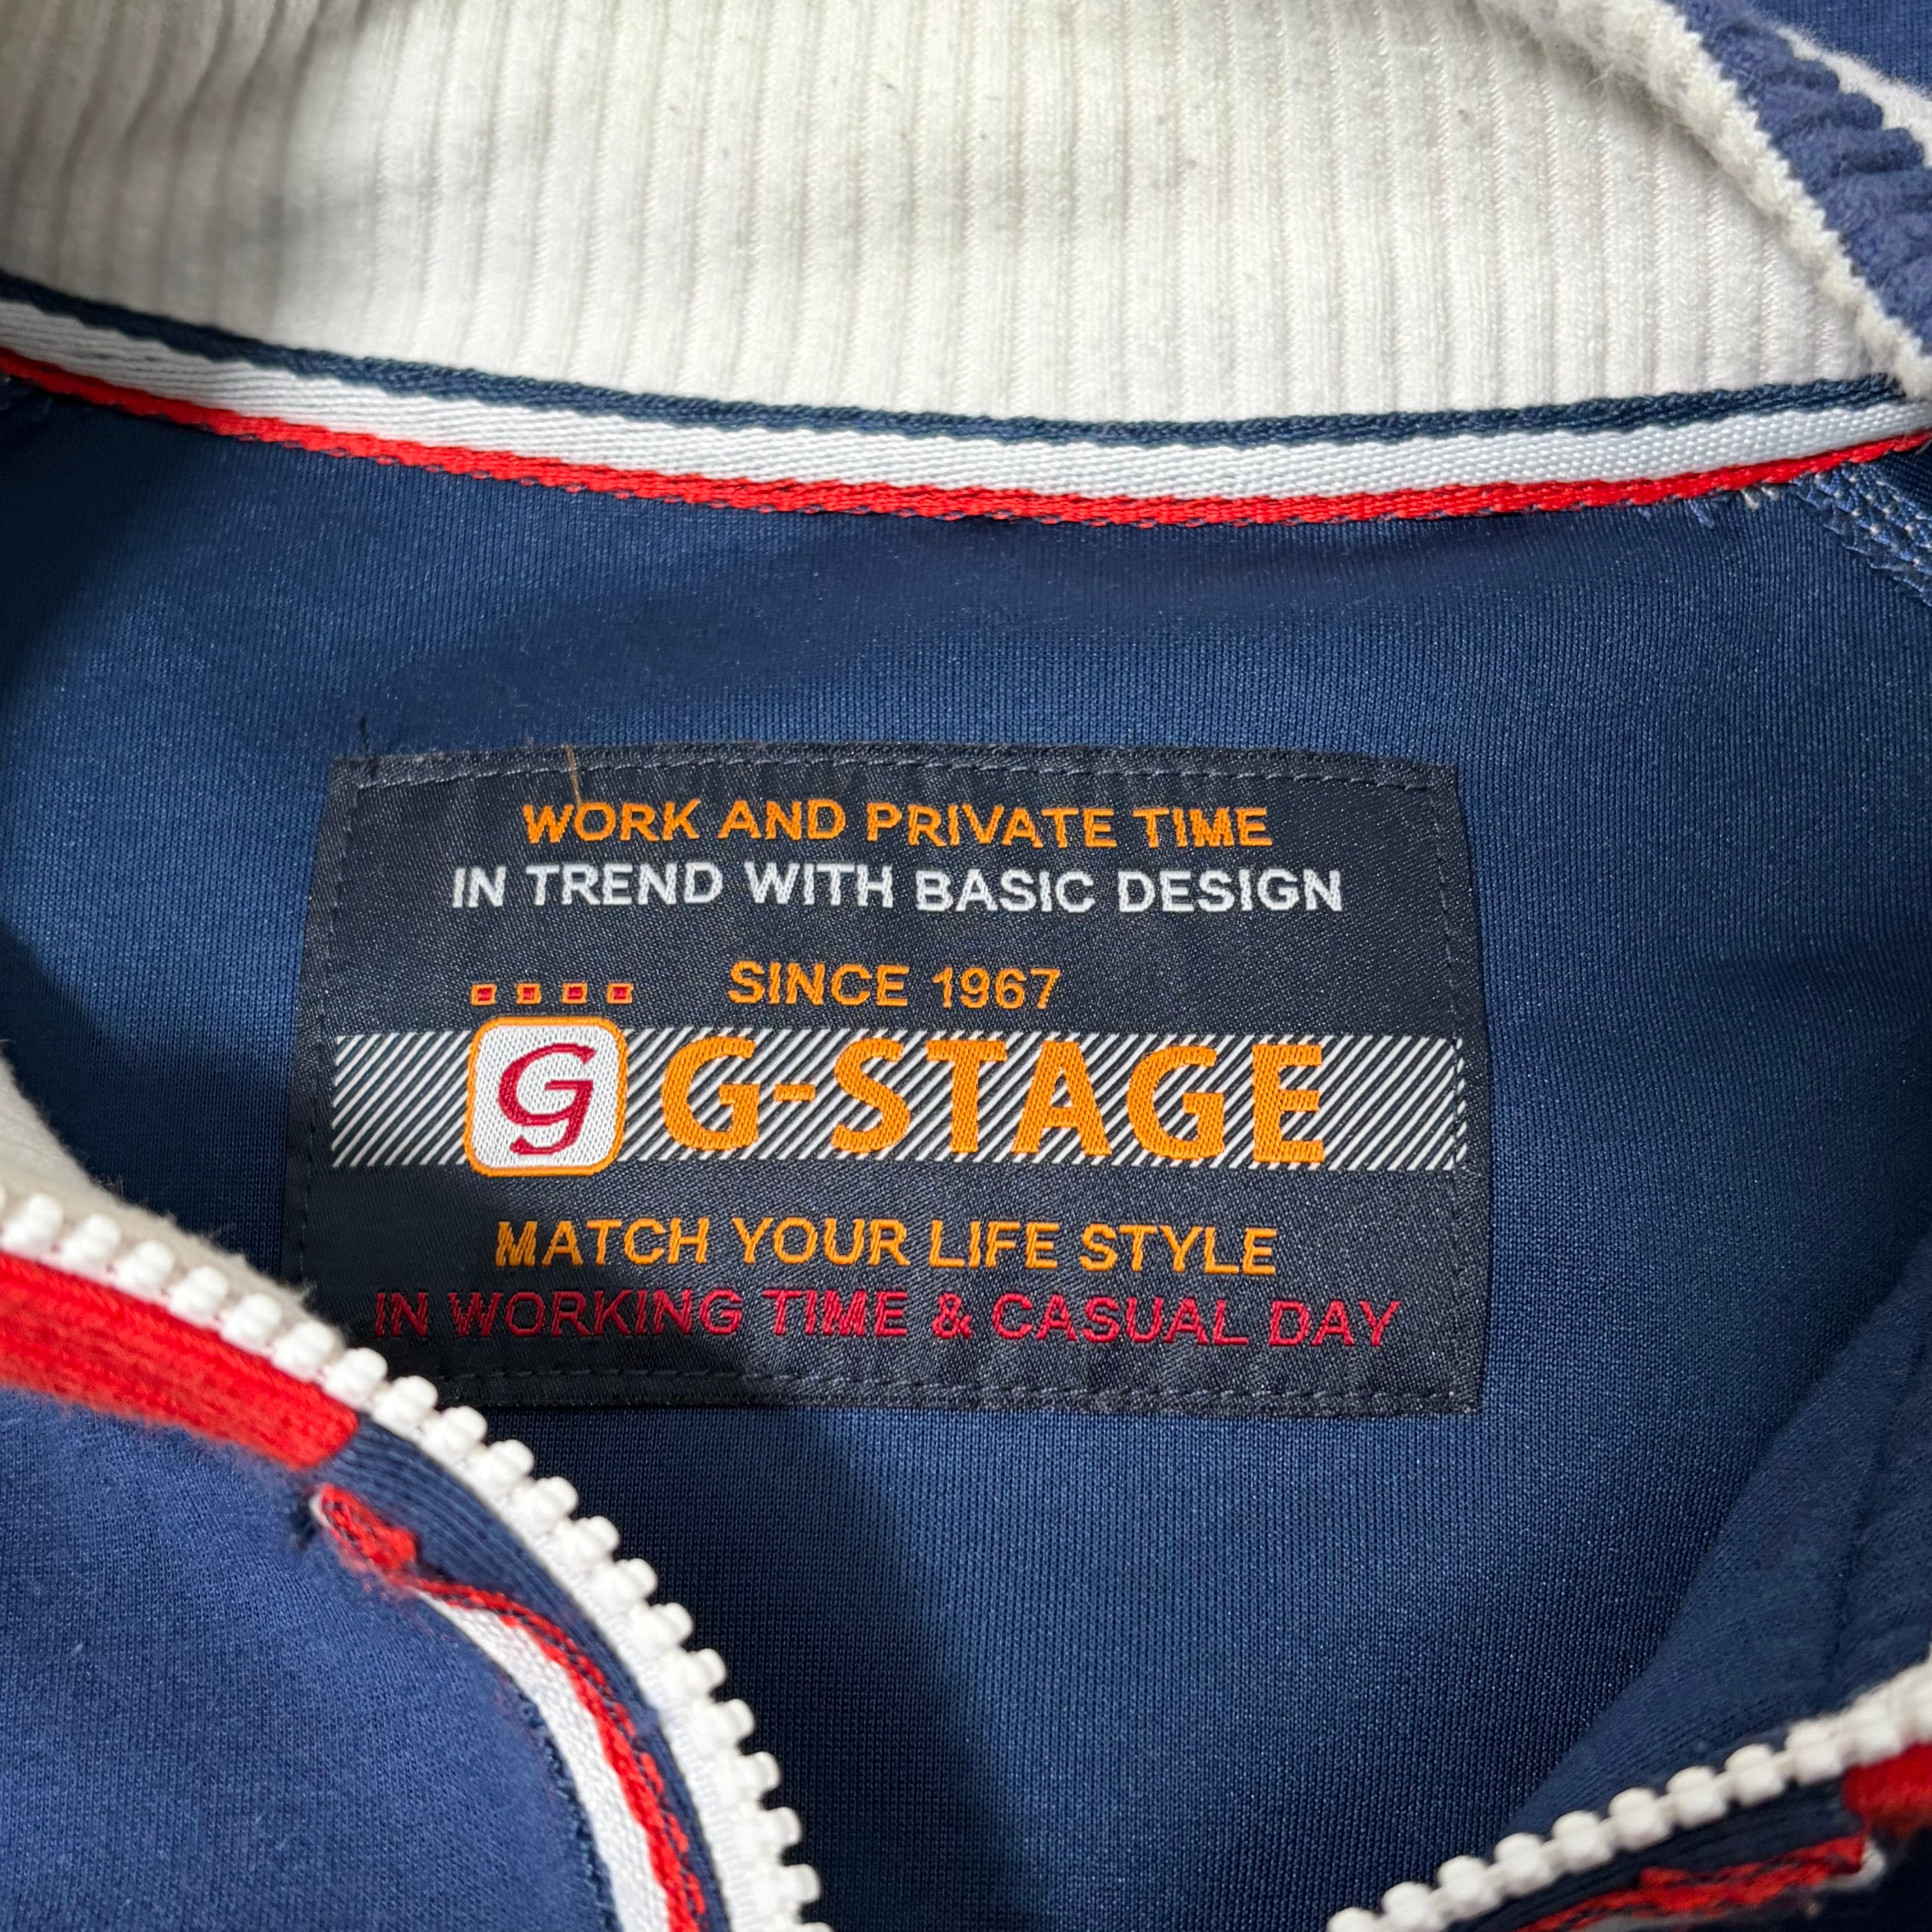 WORK AND PRIVATE TIME
IN TREND WITH BASIC DESIGN
SINCE 1967
G G-STAGE
MATCH YOUR LIFE STYLE
IN WORKING TIME & CASUAL DAY